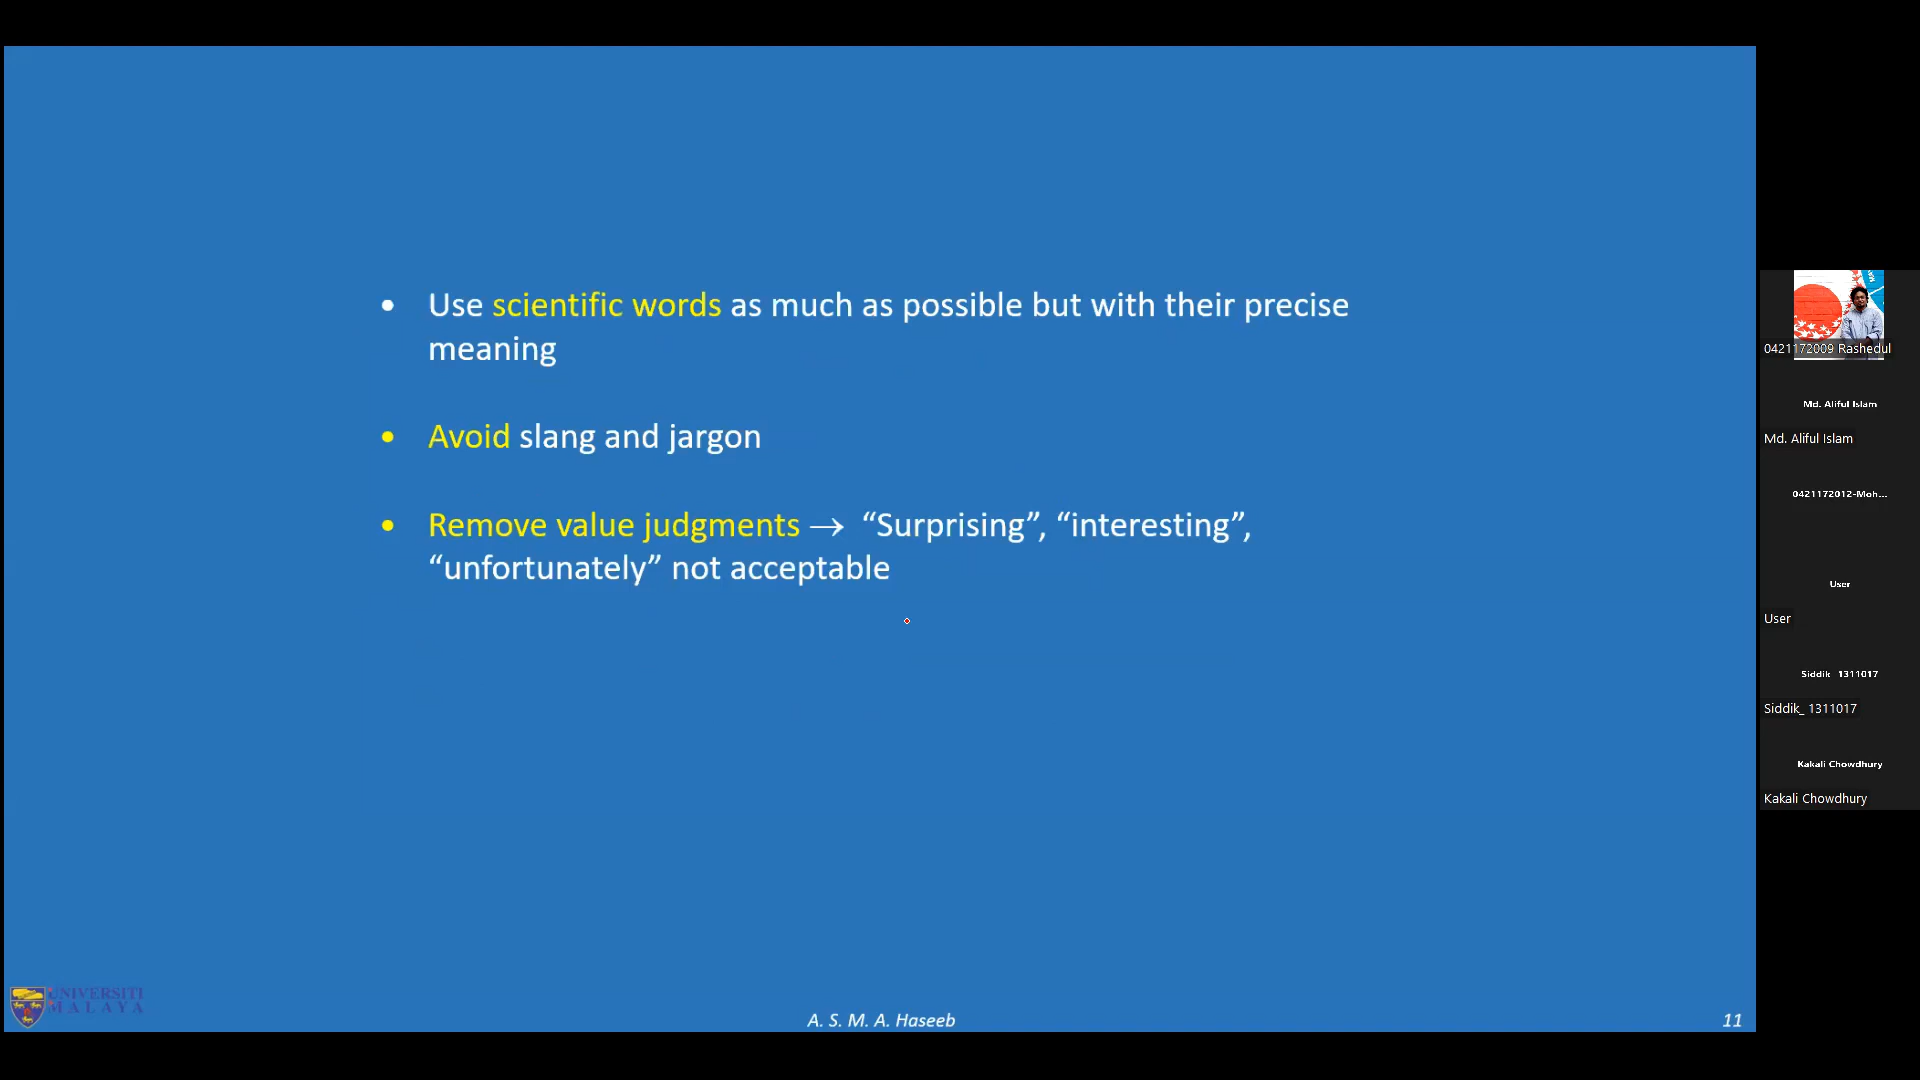 • Use scientific words as much as possible but with their precise
meaning
• Avoid slang and jargon
• Remove value judgments → “Surprising”, “interesting”,
“unfortunately” not acceptable
UNIVERSITI
MALAYA
A. S. M. A. Haseeb
11
0421172009 Rashedul
Md. Aliful Islam
Md. Aliful Islam
0421172012-Moh...
User
User
Siddik_ 1311017
Siddik_ 1311017
Kakali Chowdhury
Kakali Chowdhury